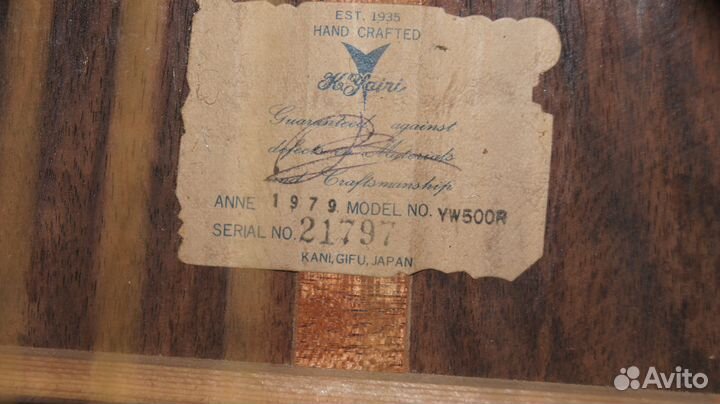 EST. 1935
HAND CRAFTED
K Yairi
Guaranteed against
defects in Materials
and Craftsmanship
ANNE 1979. MODEL NO. YW500R
SERIAL NO. 21797
KANI, GIFU, JAPAN
Avito